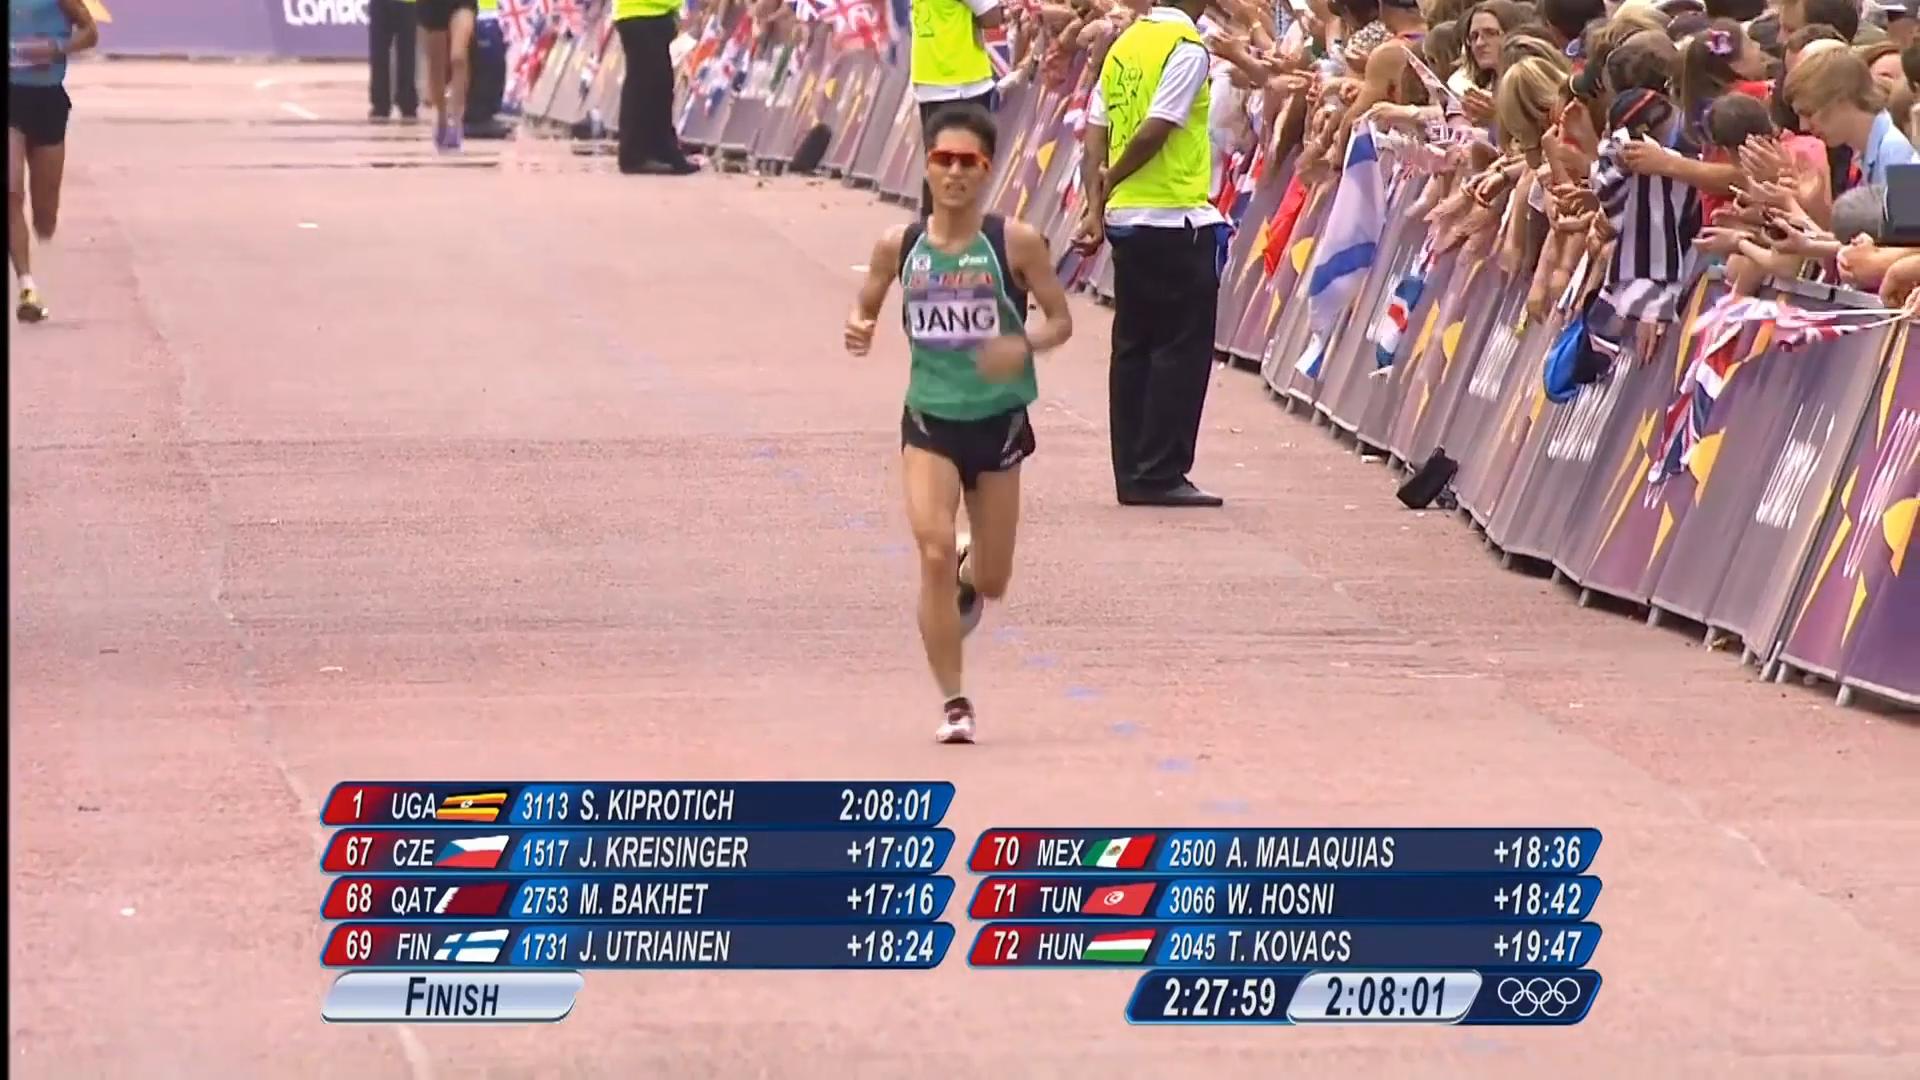 London
JANG
1 UGA 3113 S. KIPROTICH 2:08:01
67 CZE 1517 J. KREISINGER +17:02
68 QAT 2753 M. BAKHET +17:16
69 FIN 1731 J. UTRIAINEN +18:24
70 MEX 2500 A. MALAQUIAS +18:36
71 TUN 3066 W. HOSNI +18:42
72 HUN 2045 T. KOVACS +19:47
FINISH
2:27:59 2:08:01